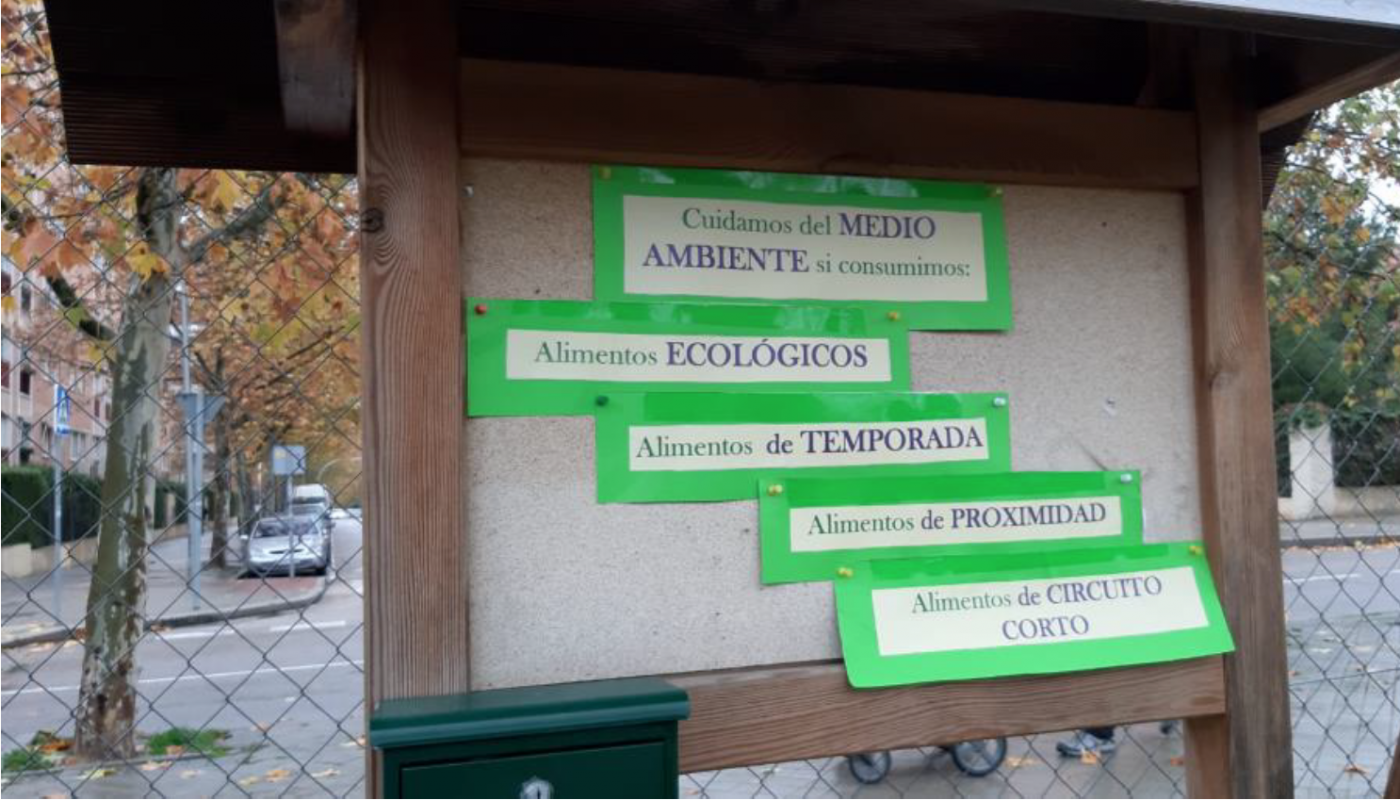 Cuidamos del MEDIO
AMBIENTE si consumimos:
Alimentos ECOLÓGICOS
Alimentos de TEMPORADA
Alimentos de PROXIMIDAD
Alimentos de CIRCUITO
CORTO